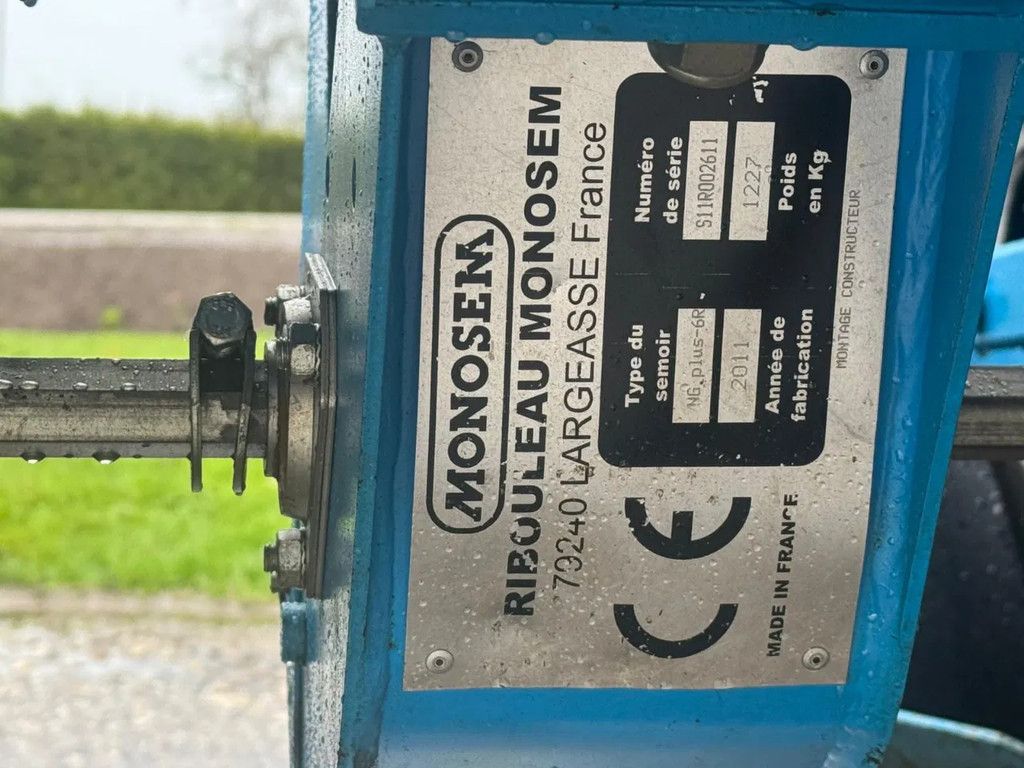 MONOSEM
RIBOULEAU MONOSEM
79240 LARGEASSE France
Type du semoir
NG plus-6R
Numéro de série
S11R002611
2011
Année de fabrication
1227
Poids en Kg
CE
MADE IN FRANCE
MONTAGE CONSTRUCTEUR